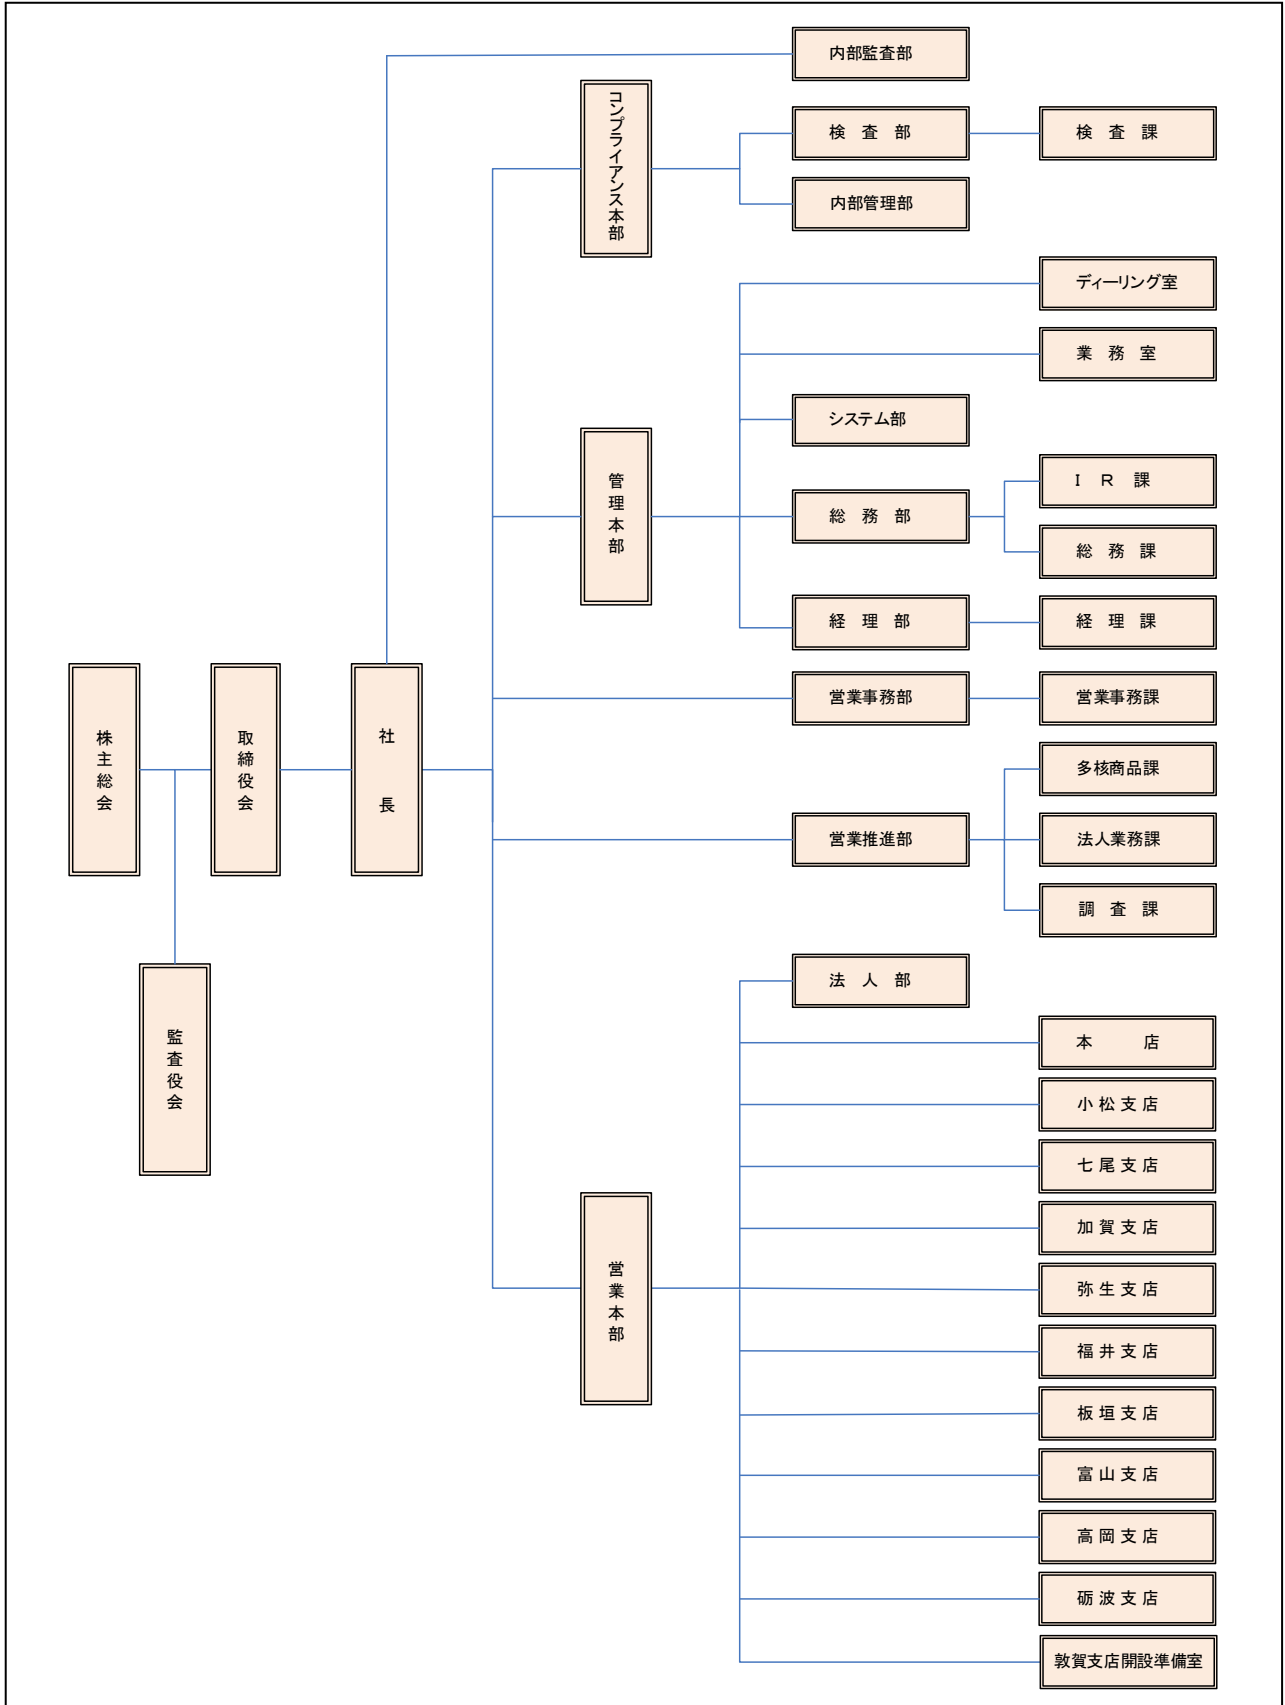 内部監査部
コンプライアンス本部
検 査 部
検 査 課
内部管理部
ディーリング室
業 務 室
システム部
管理本部
I R 課
総 務 部
総 務 課
経 理 部
経 理 課
営業事務部
営業事務課
株主総会
取締役会
社 長
多核商品課
営業推進部
法人業務課
調 査 課
監査役会
法 人 部
本 店
小松支店
七尾支店
加賀支店
営業本部
弥生支店
福井支店
板垣支店
富山支店
高岡支店
砺波支店
敦賀支店開設準備室